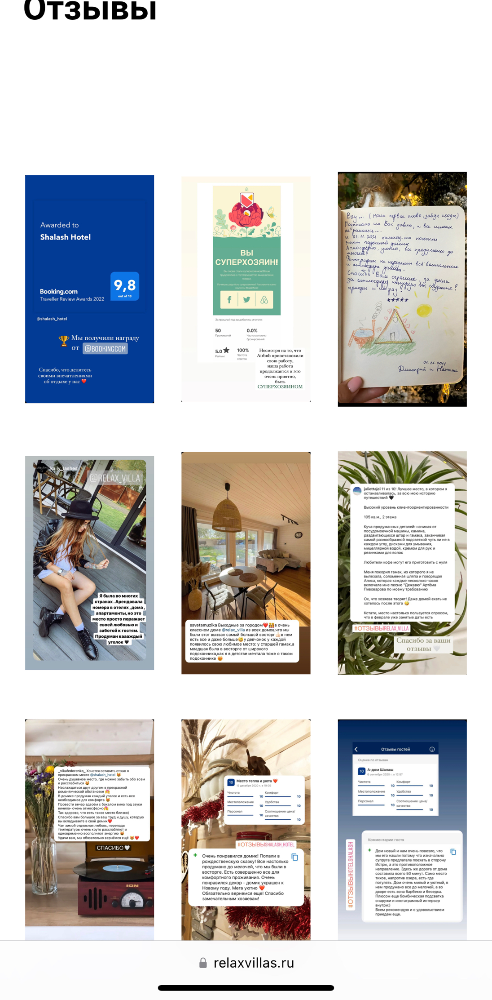 Отзывы
Awarded to
Shalash Hotel
9,8
out of 10
Booking.com
Traveller Review Awards 2022
@shalash_hotel
🏆 Мы получили награду
от @BOOKINGCOM
Спасибо, что делитесь
своими впечатлениями
об отдыхе у нас ❤️
ВЫ
СУПЕРХОЗЯИН!
Вы снова стали суперхозяином! Ваше
трудолюбие и гостеприимство выше всяких
похвал.
За прошлый год вы добились многого:
50
Проживаний
0.0%
Частота отмены
бронирований
5.0 ★
Рейтинг
100%
Частота
ответов
Несмотря на то, что
Airbnb приостановили
свою работу,
наша работа
продолжается и это
очень приятно,
быть
СУПЕРХОЗЯИНОМ
Вау... (наше первое слово, зайдя сюда)
Подписана на Вас давно, и все никак
не решались...
и 01.11.2021 наконец-то посетили
этот чудесный домик.
Атмосферно, уютно, всё продумано до
мелочей!
Фотографии не передают всё великолепие
и атмосфера домика.
Спасибо Вам огромное, за домик
за атмосферу которую вы создаете!
приедем и не раз!
★★★★★
Дмитрий и Наталья
kaily_lashes
@RELAX_VILLA
Я была во многих
странах . Арендовала
номера в отелях , дома ,
апартаменты, но это
место просто поражает
своей любовью и
заботой к гостям.
Продуман каааждый
уголок 🖤
ssvetamuzika Выходные за городом❤️👨‍👩‍👧‍👧в очень
классном доме @relax_villa из всех домов,что мы
были этот вызвал самый большой восторг👍🏻в нем
есть все и даже больше😃у девчонок у каждой
появилось свою любимое место: у старшей гамак,а
младшая была в восторге от широкого
подоконника,как я в детстве мечтала тоже о таком
подоконнике 😍
juliettajei 11 из 10! Лучшее место, в котором я
останавливалась, за всю мою историю
путешествий 🖤
Высокий уровень клиентоориентированности
105 кв.м., 2 этажа
Куча продуманных деталей: начиная от
посудомоечной машины, камина,
раздвигающихся штор и гамака, заканчивая
самой разнообразной подсветкой чуть ли не в
каждом углу, дисками для умывания,
мицеллярной водой, кремом для рук и
резинками для волос
Любители кофе могут его приготовить с нуля
Меня покорил гамак, из которого я не
вылезала, соломенная шляпа и говорящая
Алиса, которая каждые несколько часов
включала мне песню "Дежавю" Артёма
Пивоварова по моему требованию
Ох, что хозяева творят! Даже домой ехать не
хотелось после этого 🤣
Кстати, место настолько пользуется спросом,
что в феврале уже занятые даты есть
#ОТЗЫВЫRELAX_VILLA
Спасибо за ваши
отзывы 🤍
_vikafedorenko_ Хочется оставить отзыв о
прекрасном месте @shalash_hotel 😻
Очень душевное место, где можно забыть обо всем
и расслабиться 😻
Наслаждаться друг другом в прекрасной
романтической обстановке 💏
В домике продуман каждый уголок и есть все
необходимое для комфорта 😻
Провести вечер вдвоём с бокалом вина под звуки
винила- очень атмосферно💏
Так здорово, что есть такое место близко)
Спасибо вам большое за ваш труд и душу, которую
вы вкладываете в свой домик❤️
Чан зимой отдельная любовь, перепады
температуры очень круто расслабляют и
одновременно восполняют энергию 😻
Удачи вам, мы обязательно вернёмся ещё 😻❤️
СПАСИБО🤍
ION
10 Место тепла и уюта ❤️
15 декабря 2020 г. в 19:05
Чистота 10 Комфорт 10
Местоположение 10 Удобства 10
Персонал 10 Соотношение цена/
качество 10
#ОТЗЫВЫSHALASH_HOTEL
+ Очень понравился домик! Попали в
рождественскую сказку! Все настолько
продумано до мелочей, что мы были в
восторге. Есть совершенно все для
комфортного проживания. Очень
понравился декор - домик украшен к
Новому году. Мега уютно ❤️
Обязательно вернемся еще! Спасибо
замечательным хозяевам!
Отзывы гостей
Оценка по отзывам
10 А-дом Шалаш
6 сентября 2020 г. в 12:57
Чистота 10 Комфорт 10
Местоположение 10 Удобства 10
Персонал 10 Соотношение цена/
качество 10
#ОТЗЫВЫHOTELSHALASH
Комментарии гостя
+ Дом новый и нам очень повезло, что
мы его нашли потому что изначально
супруга предлагала поехать в сторону
Истры, а это противоположное
направление. Здесь же дорога от дома
составила всего 50 минут. Само место
тихое, напротив озера, есть где
погулять. Дом очень милый и уютный, в
нем продумано все до мелочей, а во
дворе есть зона барбекю и беседка.
Плюсом еще бомбическая подсветка
снаружи и инстаграмный интерьер
внутри:)
Всем рекомендую и с удовольствием
приедем еще.
relaxvillas.ru